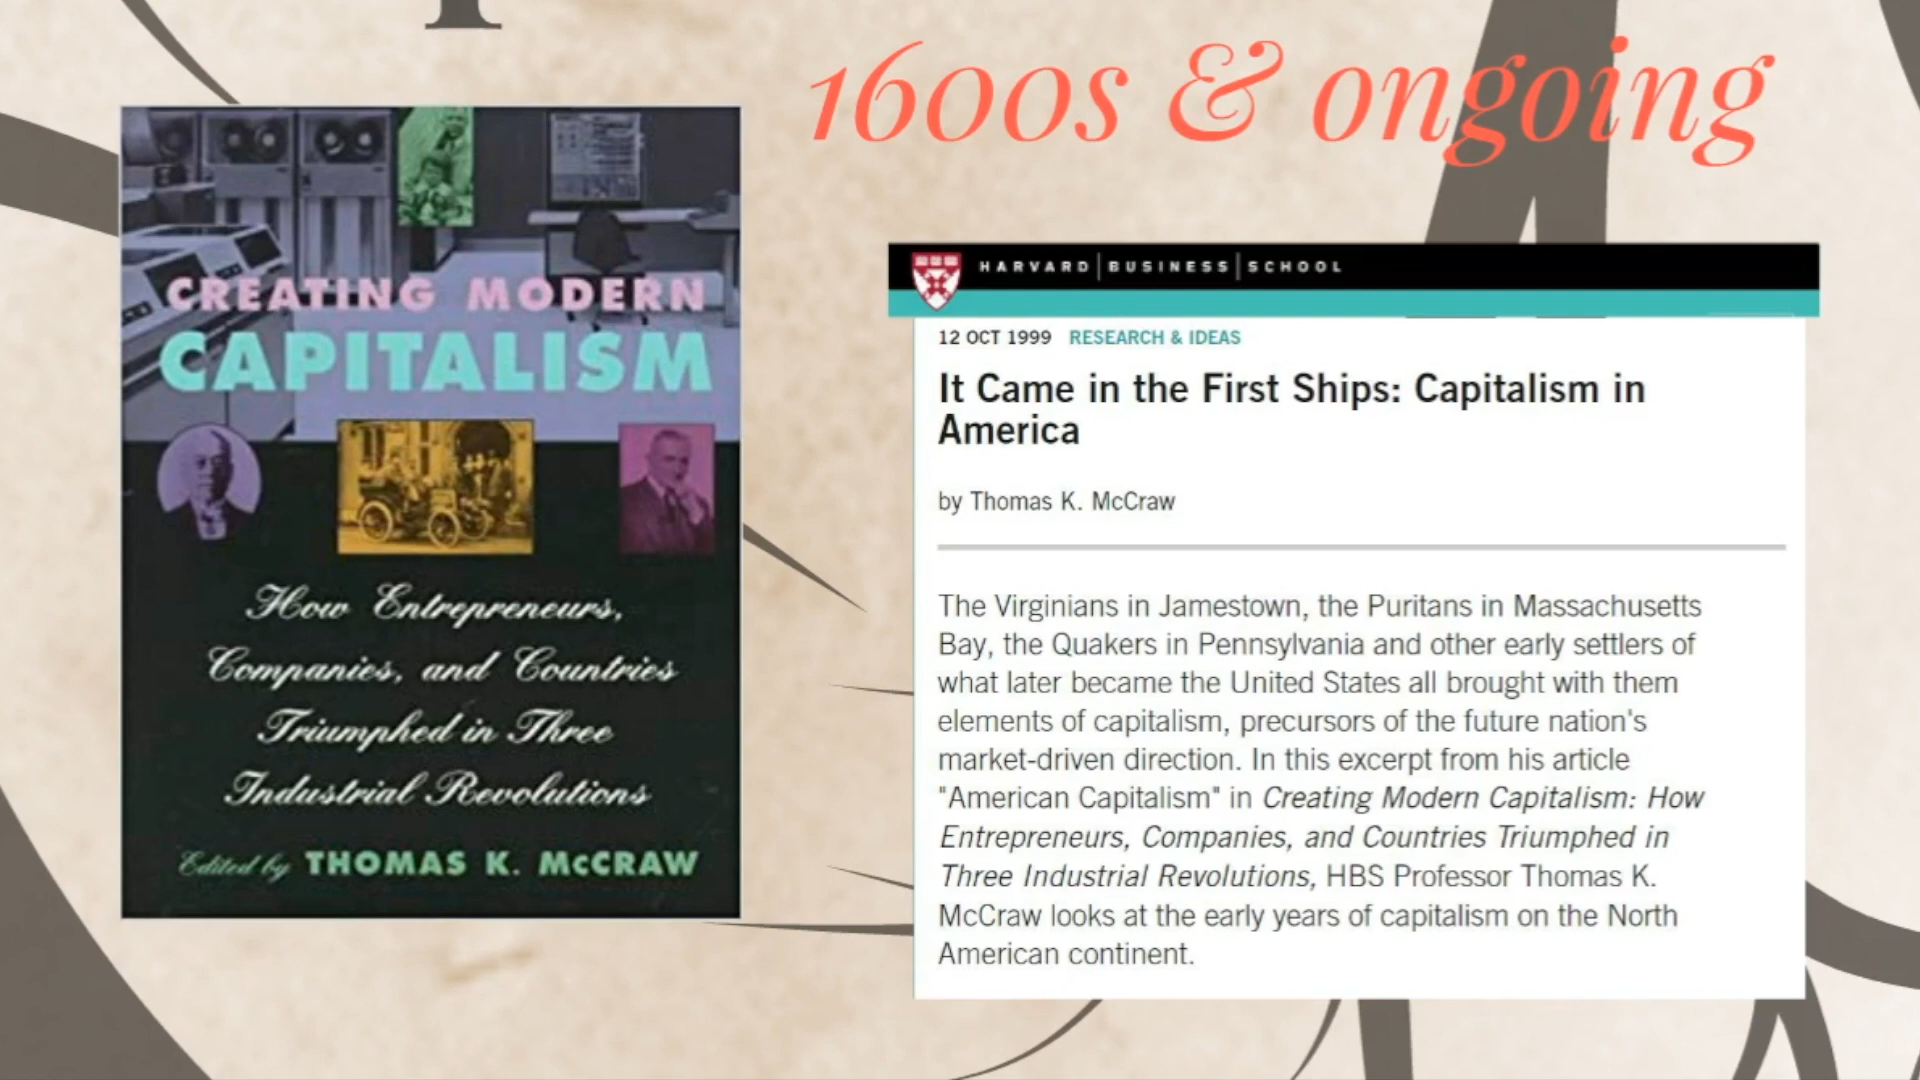 1600s & ongoing
CREATING MODERN
CAPITALISM
How Entrepreneurs,
Companies, and Countries
Triumphed in Three
Industrial Revolutions
Edited by THOMAS K. McCRAW
HARVARD | BUSINESS | SCHOOL
12 OCT 1999 RESEARCH & IDEAS
It Came in the First Ships: Capitalism in
America
by Thomas K. McCraw
The Virginians in Jamestown, the Puritans in Massachusetts
Bay, the Quakers in Pennsylvania and other early settlers of
what later became the United States all brought with them
elements of capitalism, precursors of the future nation's
market-driven direction. In this excerpt from his article
"American Capitalism" in Creating Modern Capitalism: How
Entrepreneurs, Companies, and Countries Triumphed in
Three Industrial Revolutions, HBS Professor Thomas K.
McCraw looks at the early years of capitalism on the North
American continent.